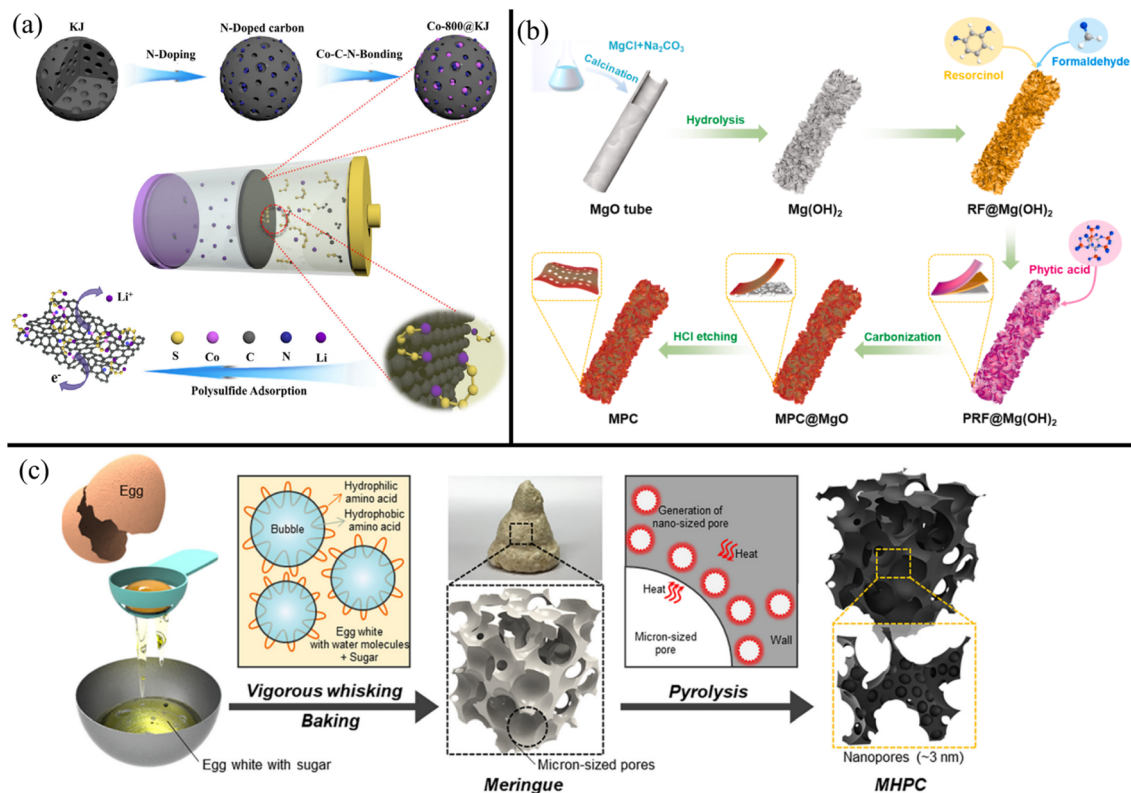 (a)
KJ
N-Doping
N-Doped carbon
Co-C-N-Bonding
Co-800@KJ
Li⁺
e⁻
S
Co
C
N
Li
Polysulfide Adsorption
(b)
MgCl+Na₂CO₃
Calcination
MgO tube
Hydrolysis
Mg(OH)₂
Resorcinol
Formaldehyde
RF@Mg(OH)₂
Phytic acid
PRF@Mg(OH)₂
Carbonization
MPC@MgO
HCl etching
MPC
(c)
Egg
Egg white with sugar
Hydrophilic
amino acid
Hydrophobic
amino acid
Bubble
Egg white
with water molecules
+ Sugar
Vigorous whisking
Baking
Micron-sized pores
Meringue
Generation of
nano-sized pore
Heat
Heat
Micron-sized
pore
Wall
Pyrolysis
Nanopores (~3 nm)
MHPC